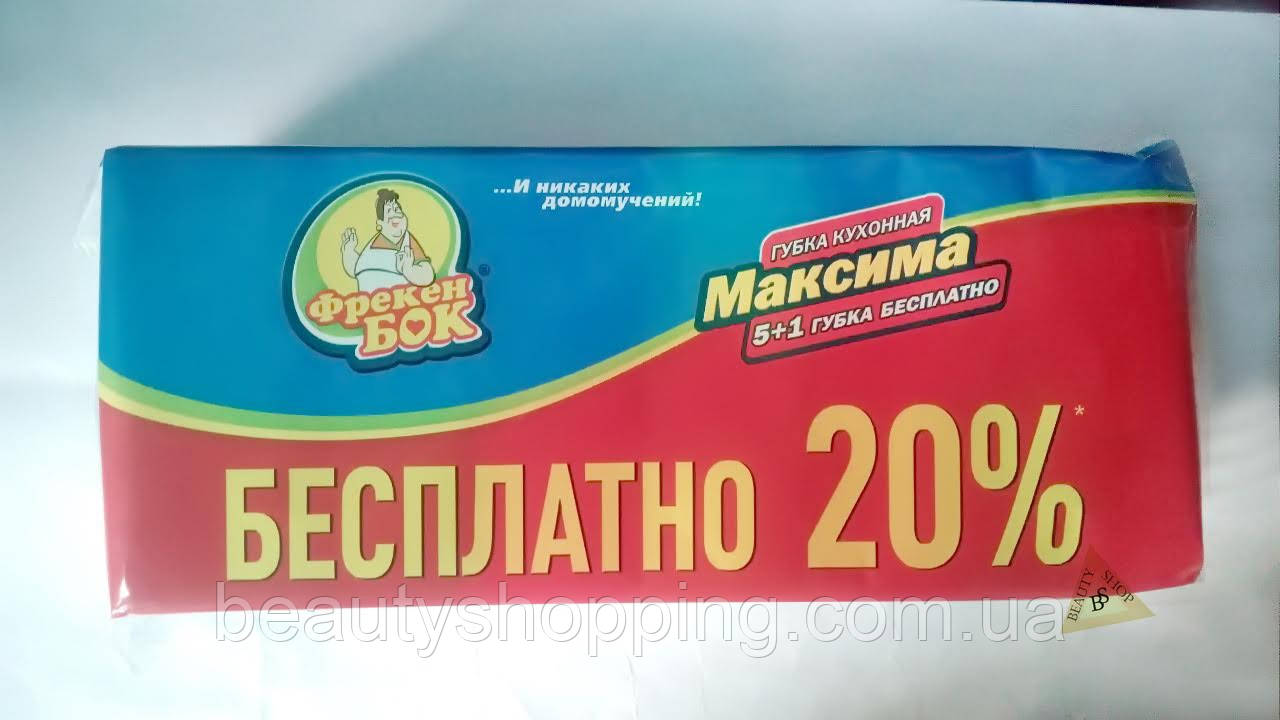 ...И никаких
домомучений!
Фрекен
БОК
®
ГУБКА КУХОННАЯ
Максима
5+1 ГУБКА БЕСПЛАТНО
БЕСПЛАТНО 20%*
beautyshopping.com.ua
BEAUTY SHOP
BS